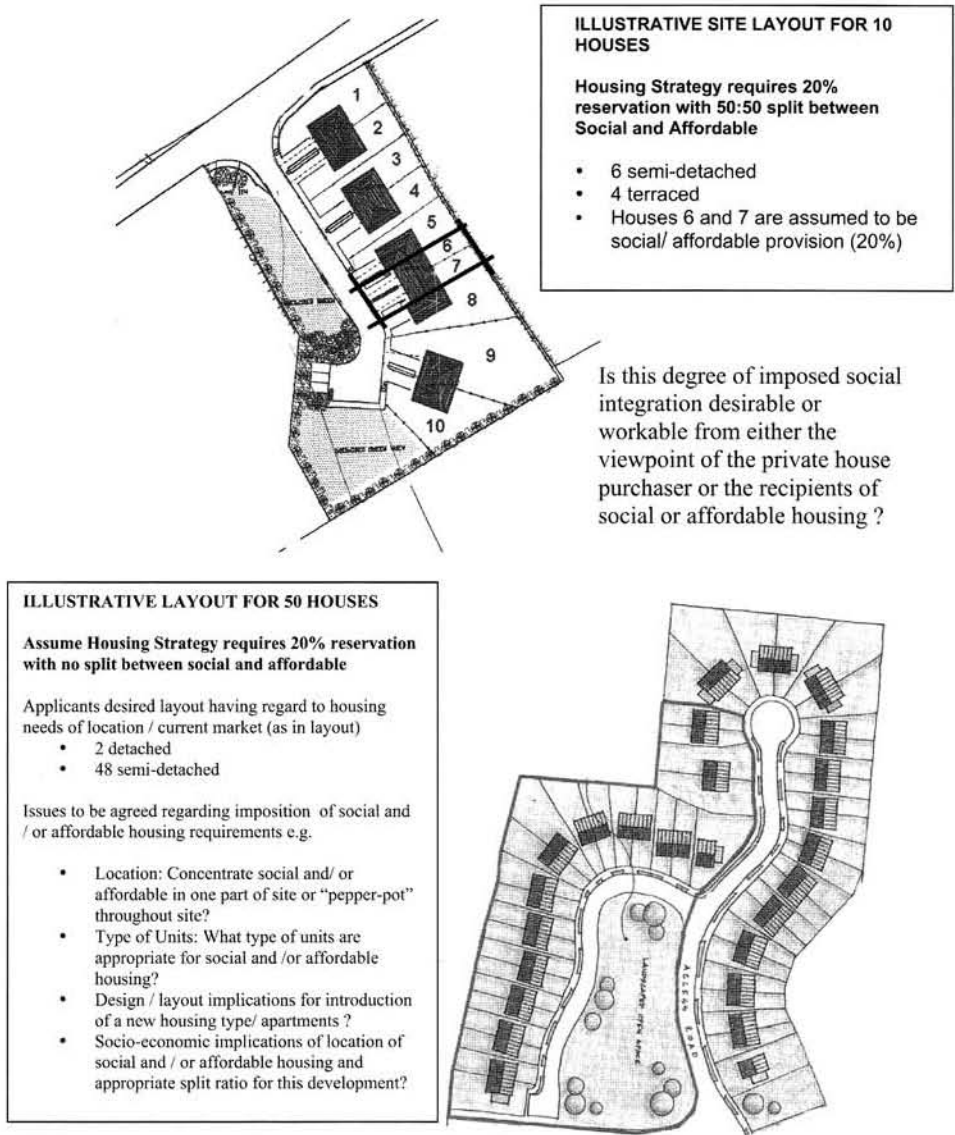 ILLUSTRATIVE SITE LAYOUT FOR 10
HOUSES
Housing Strategy requires 20%
reservation with 50:50 split between
Social and Affordable
• 6 semi-detached
• 4 terraced
• Houses 6 and 7 are assumed to be
social/ affordable provision (20%)
1
2
3
4
5
6
7
8
9
10
Is this degree of imposed social
integration desirable or
workable from either the
viewpoint of the private house
purchaser or the recipients of
social or affordable housing ?
ILLUSTRATIVE LAYOUT FOR 50 HOUSES
Assume Housing Strategy requires 20% reservation
with no split between social and affordable
Applicants desired layout having regard to housing
needs of location / current market (as in layout)
• 2 detached
• 48 semi-detached
Issues to be agreed regarding imposition of social and
/ or affordable housing requirements e.g.
• Location: Concentrate social and/ or
affordable in one part of site or “pepper-pot”
throughout site?
• Type of Units: What type of units are
appropriate for social and /or affordable
housing?
• Design / layout implications for introduction
of a new housing type/ apartments ?
• Socio-economic implications of location of
social and / or affordable housing and
appropriate split ratio for this development?
LANDSCAPED OPEN SPACE
ACCESS ROAD